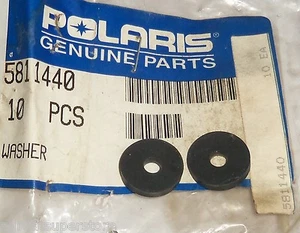 POLARIS
GENUINE PARTS
5811440
10 PCS
WASHER
10 EA
5811440